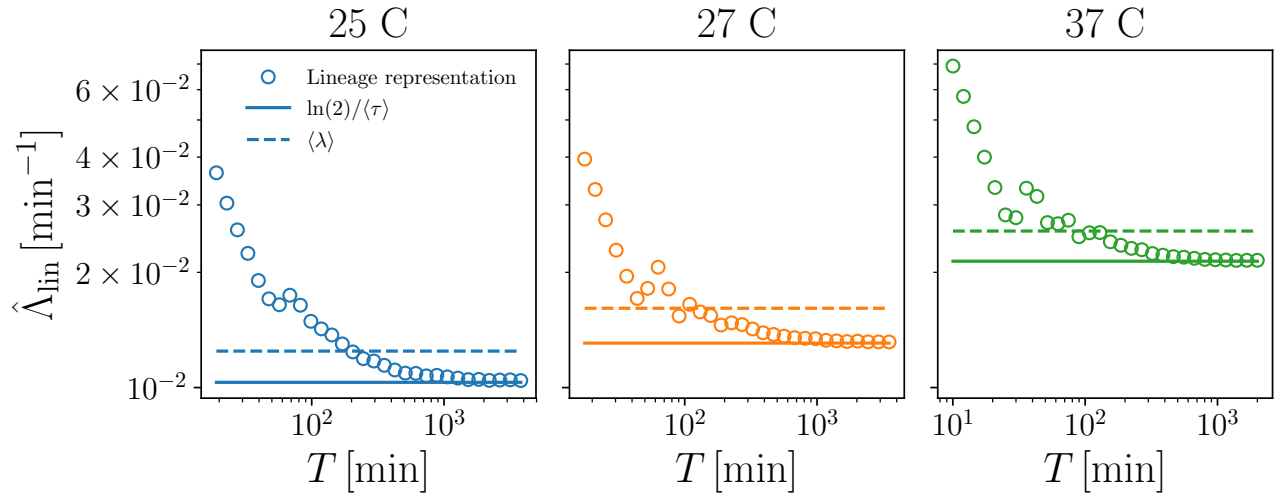 25 C
27 C
37 C
Λ̂_lin [min⁻¹]
6 × 10⁻²
4 × 10⁻²
3 × 10⁻²
2 × 10⁻²
10⁻²
Lineage representation
ln(2)/⟨τ⟩
⟨λ⟩
10² 10³
10² 10³
10¹ 10² 10³
T [min]
T [min]
T [min]